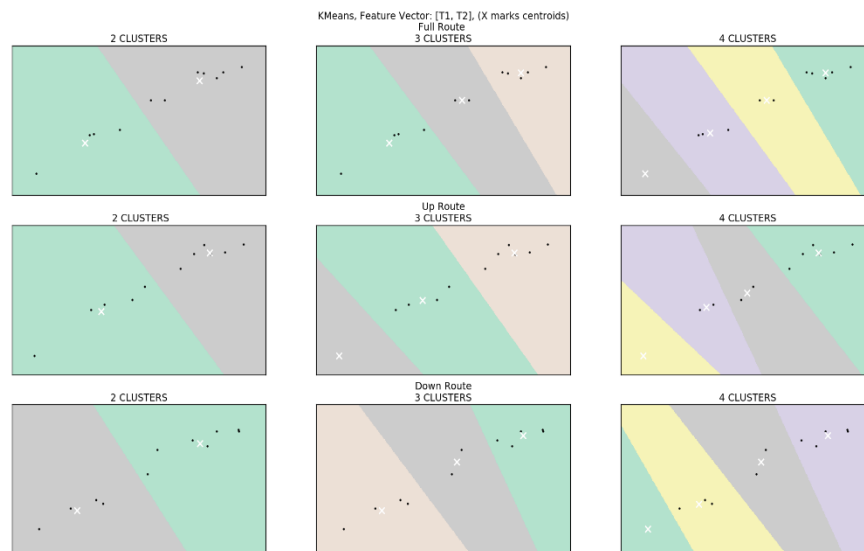 KMeans, Feature Vector: [T1, T2], (X marks centroids)
Full Route
2 CLUSTERS
3 CLUSTERS
4 CLUSTERS
Up Route
2 CLUSTERS
3 CLUSTERS
4 CLUSTERS
Down Route
2 CLUSTERS
3 CLUSTERS
4 CLUSTERS